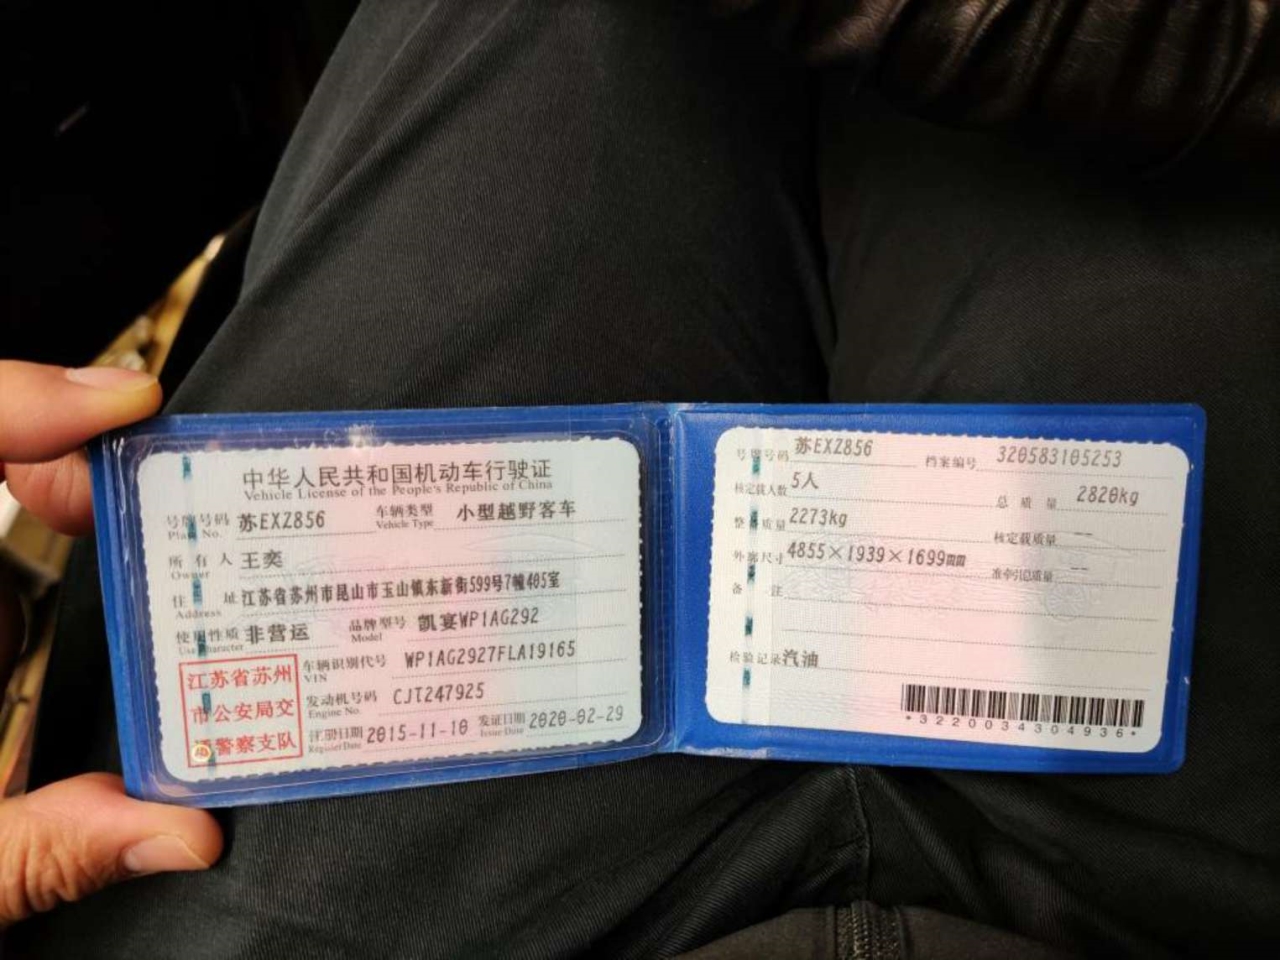 中华人民共和国机动车行驶证
Vehicle License of the People's Republic of China
号牌号码 苏EXZ856 车辆类型 小型越野客车
Plate No. Vehicle Type
所有人 王奕
Owner
住址 江苏省苏州市昆山市玉山镇东新街599号7幢405室
Address
使用性质 非营运 品牌型号 凯宴WP1AG292
Use Character Model
江苏省苏州
市公安局交
通警察支队
车辆识别代号 WP1AG2927FLA19165
VIN
发动机号码 CJT247925
Engine No.
注册日期 2015-11-10 发证日期 2020-02-29
Register Date Issue Date
号牌号码 苏EXZ856 档案编号 320583105253
核定载人数 5人 总质量 2820kg
整备质量 2273kg 核定载质量 --
外廓尺寸 4855×1939×1699mm 准牵引总质量 --
备注
检验记录 汽油
*3220034304936*